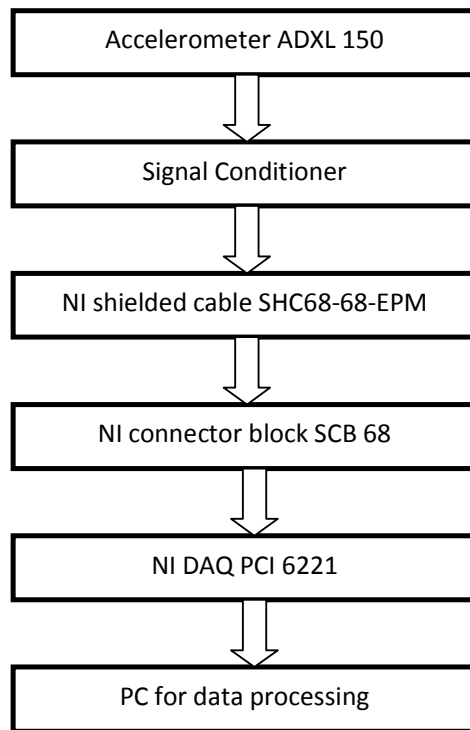 Accelerometer ADXL 150
Signal Conditioner
NI shielded cable SHC68-68-EPM
NI connector block SCB 68
NI DAQ PCI 6221
PC for data processing